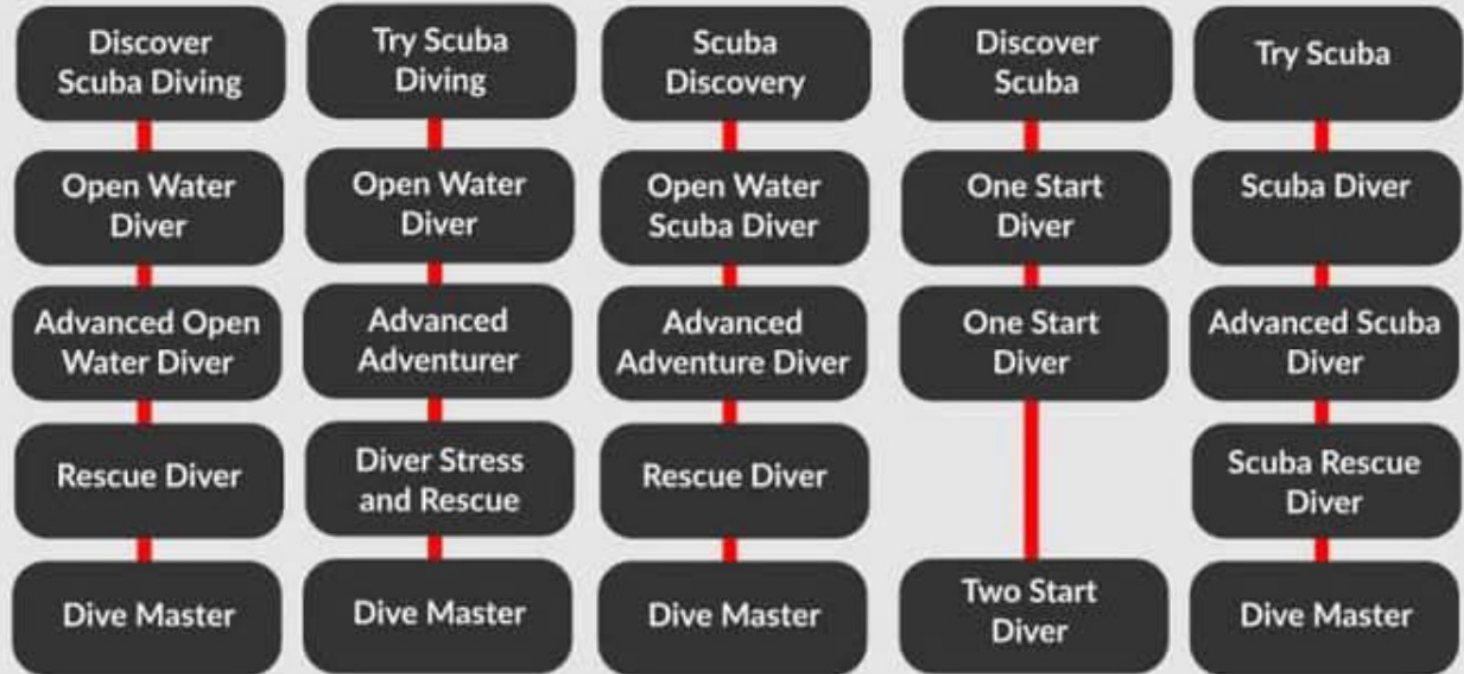 Discover
Scuba Diving
Try Scuba
Diving
Scuba
Discovery
Discover
Scuba
Try Scuba
Open Water
Diver
Open Water
Diver
Open Water
Scuba Diver
One Start
Diver
Scuba Diver
Advanced Open
Water Diver
Advanced
Adventurer
Advanced
Adventure Diver
One Start
Diver
Advanced Scuba
Diver
Rescue Diver
Diver Stress
and Rescue
Rescue Diver
Scuba Rescue
Diver
Dive Master
Dive Master
Dive Master
Two Start
Diver
Dive Master